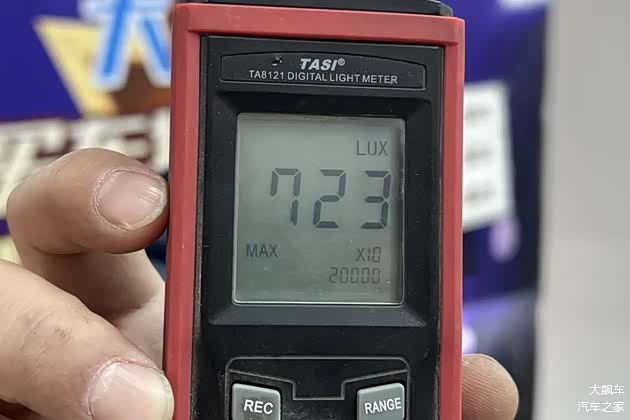 TASI®
TA8121 DIGITAL LIGHT METER
LUX
723
MAX X10
20000
REC RANGE
大飙车
汽车之家